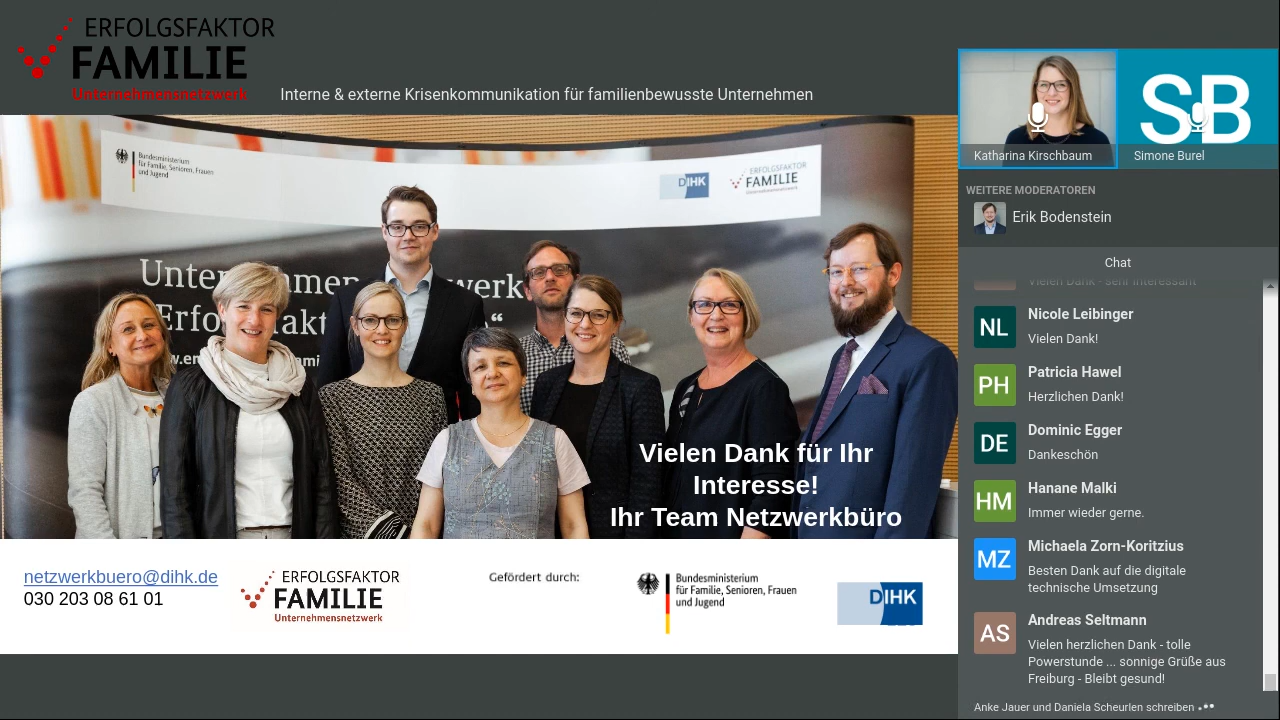 ERFOLGSFAKTOR
FAMILIE
Unternehmensnetzwerk
Interne & externe Krisenkommunikation für familienbewusste Unternehmen
Bundesministerium
für Familie, Senioren, Frauen
und Jugend
DIHK
ERFOLGSFAKTOR
FAMILIE
Vielen Dank für Ihr
Interesse!
Ihr Team Netzwerkbüro
netzwerkbuero@dihk.de
030 203 08 61 01
ERFOLGSFAKTOR
FAMILIE
Unternehmensnetzwerk
Gefördert durch:
Bundesministerium
für Familie, Senioren, Frauen
und Jugend
DIHK
SB
Katharina Kirschbaum
Simone Burel
WEITERE MODERATOREN
Erik Bodenstein
Chat
Vielen Dank - sehr interessant
NL
Nicole Leibinger
Vielen Dank!
PH
Patricia Hawel
Herzlichen Dank!
DE
Dominic Egger
Dankeschön
HM
Hanane Malki
Immer wieder gerne.
MZ
Michaela Zorn-Koritzius
Besten Dank auf die digitale
technische Umsetzung
AS
Andreas Seltmann
Vielen herzlichen Dank - tolle
Powerstunde ... sonnige Grüße aus
Freiburg - Bleibt gesund!
Anke Jauer und Daniela Scheurlen schreiben